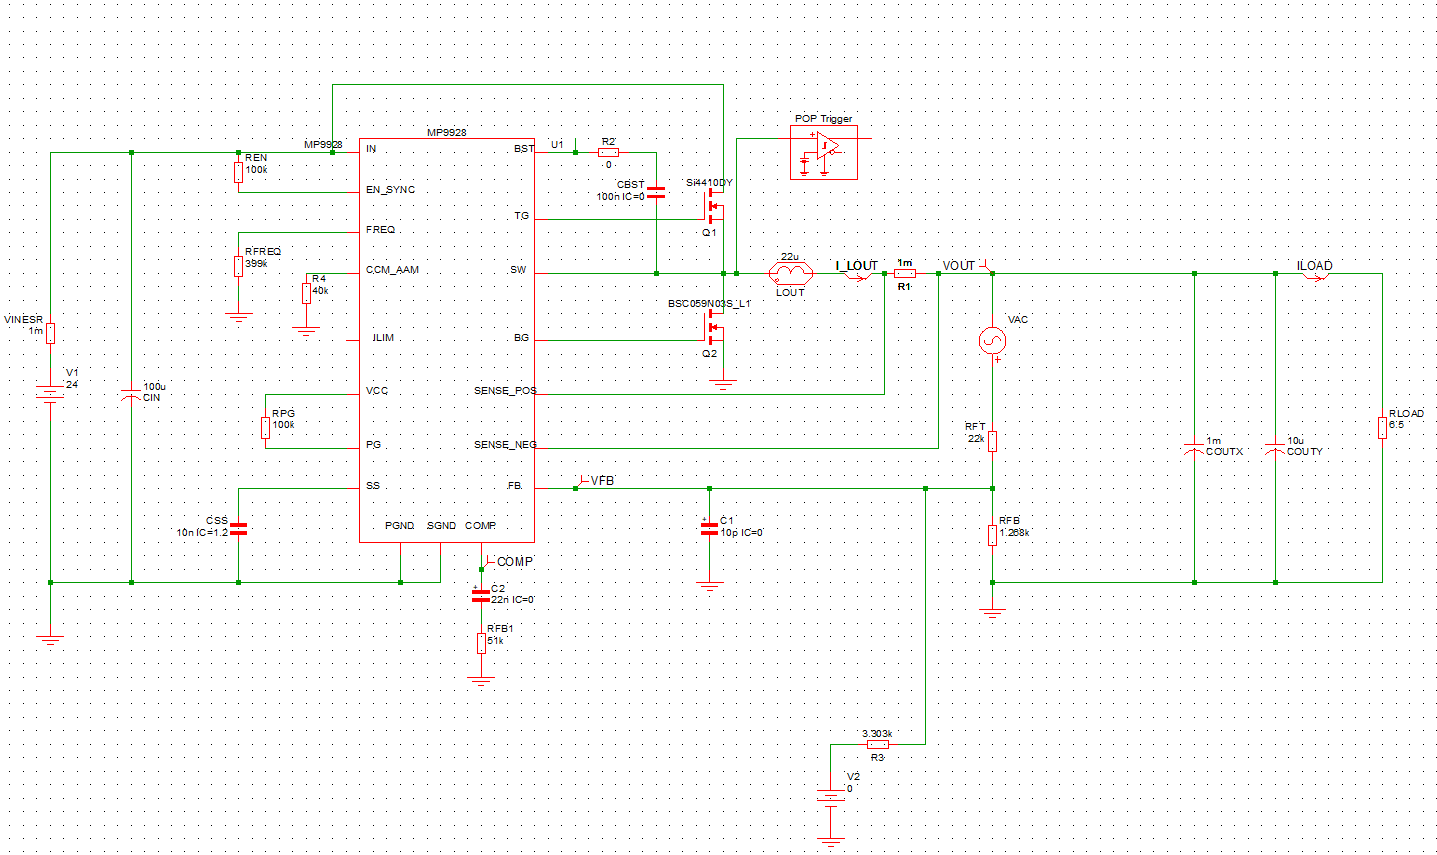 POP Trigger
MP9928
MP9928
IN
BST
U1
R2
0
REN
100k
EN_SYNC
CBST
100n IC=0
Si4410DY
TG
Q1
FREQ
RFREQ
399k
CCM_AAM
R4
40k
SW
22u
LOUT
I_LOUT
1m
R1
VOUT
ILOAD
BSC059N03S_L1
VINESR
1m
VAC
ILIM
BG
Q2
V1
24
100u
CIN
VCC
SENSE_POS
RPG
100k
PG
SENSE_NEG
RFT
22k
1m
COUTX
10u
COUTY
RLOAD
6.5
SS
FB
VFB
CSS
10n IC=1.2
PGND
SGND
COMP
C1
10p IC=0
RFB
1.268k
COMP
C2
22n IC=0
RFB1
51k
3.303k
R3
V2
0